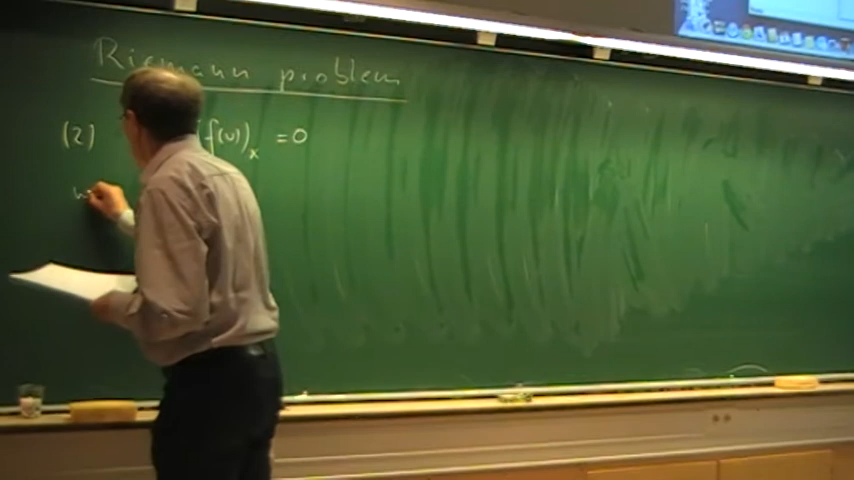 Riemann problem
(2) f(u))x =0